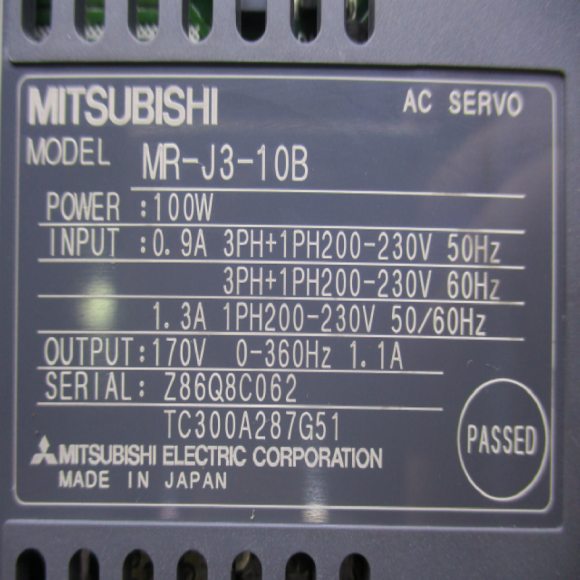 MITSUBISHI AC SERVO
MODEL MR-J3-10B
POWER :100W
INPUT :0.9A 3PH+1PH200-230V 50Hz
3PH+1PH200-230V 60Hz
1.3A 1PH200-230V 50/60Hz
OUTPUT:170V 0-360Hz 1.1A
SERIAL: Z86Q8C062
TC300A287G51
PASSED
MITSUBISHI ELECTRIC CORPORATION
MADE IN JAPAN